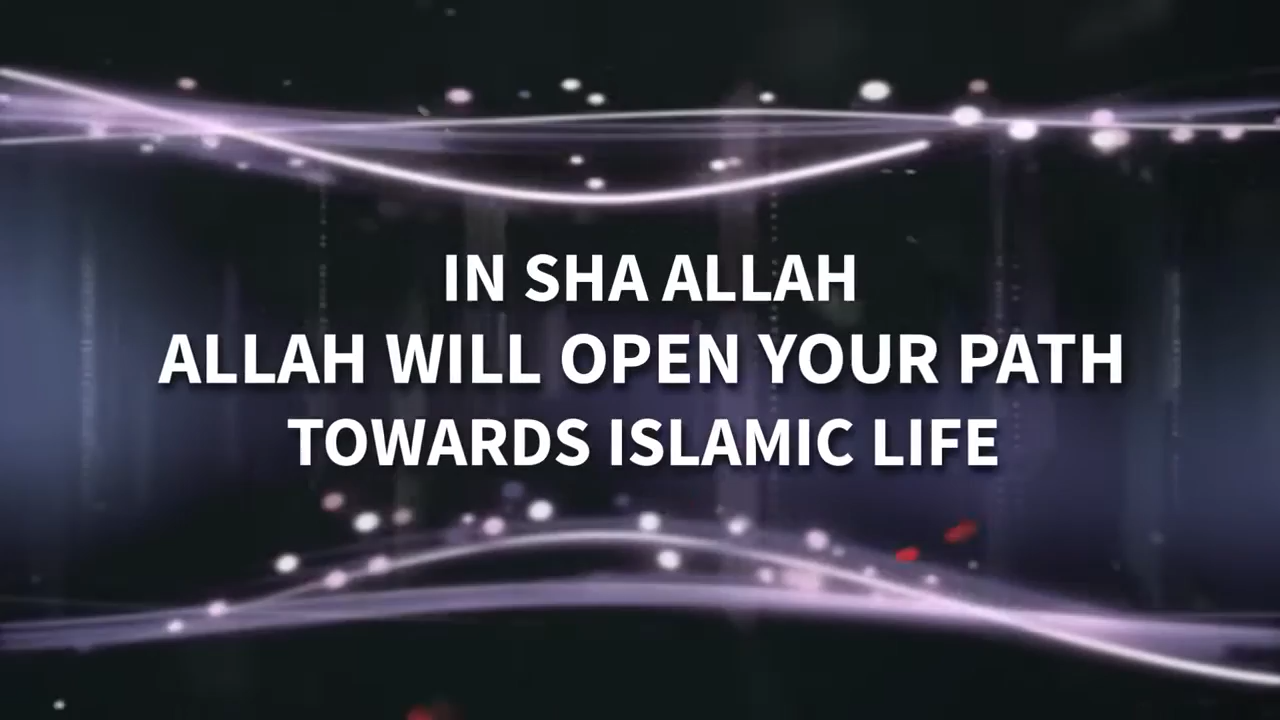 IN SHA ALLAH
ALLAH WILL OPEN YOUR PATH
TOWARDS ISLAMIC LIFE